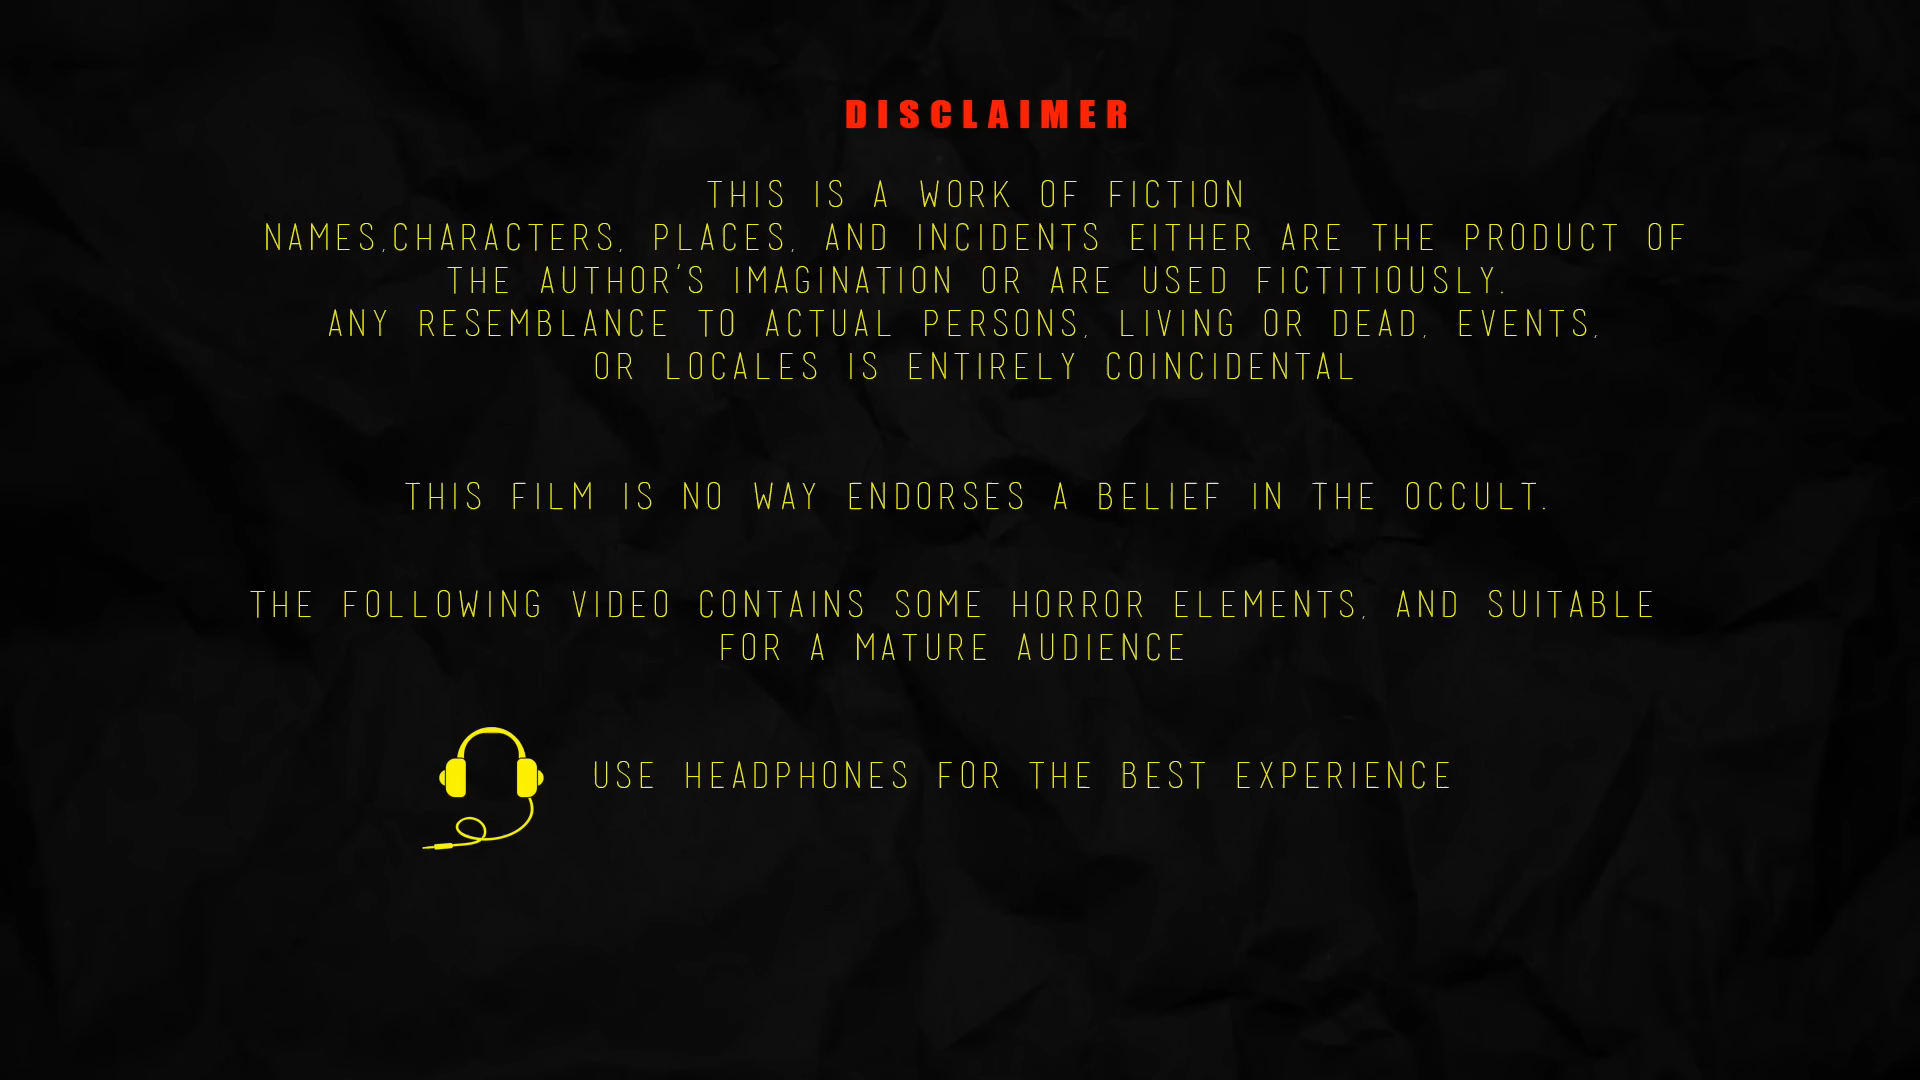 DISCLAIMER
THIS IS A WORK OF FICTION
NAMES,CHARACTERS, PLACES, AND INCIDENTS EITHER ARE THE PRODUCT OF
THE AUTHOR'S IMAGINATION OR ARE USED FICTITIOUSLY.
ANY RESEMBLANCE TO ACTUAL PERSONS, LIVING OR DEAD, EVENTS,
OR LOCALES IS ENTIRELY COINCIDENTAL
THIS FILM IS NO WAY ENDORSES A BELIEF IN THE OCCULT.
THE FOLLOWING VIDEO CONTAINS SOME HORROR ELEMENTS, AND SUITABLE
FOR A MATURE AUDIENCE
USE HEADPHONES FOR THE BEST EXPERIENCE